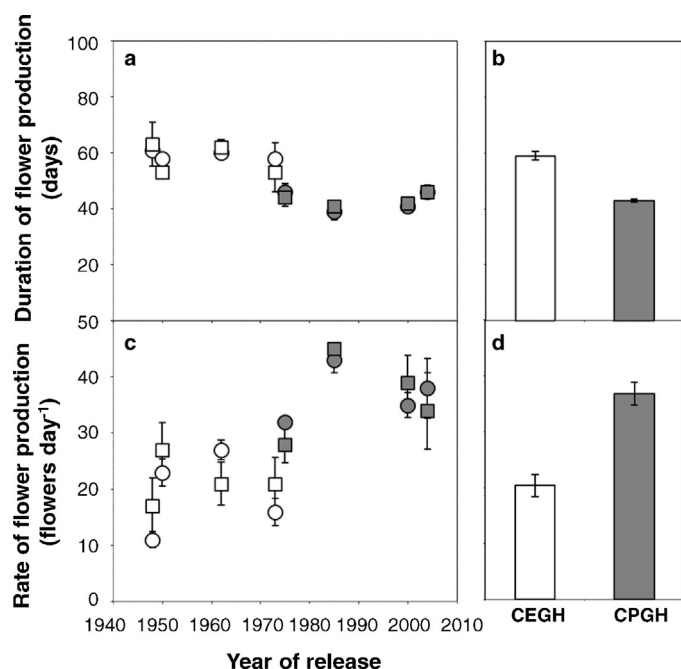 Duration of flower production
(days)
a
b
100
80
60
40
20
50
Rate of flower production
(flowers day-1)
c
d
40
30
20
10
0
1940 1950 1960 1970 1980 1990 2000 2010
CEGH CPGH
Year of release